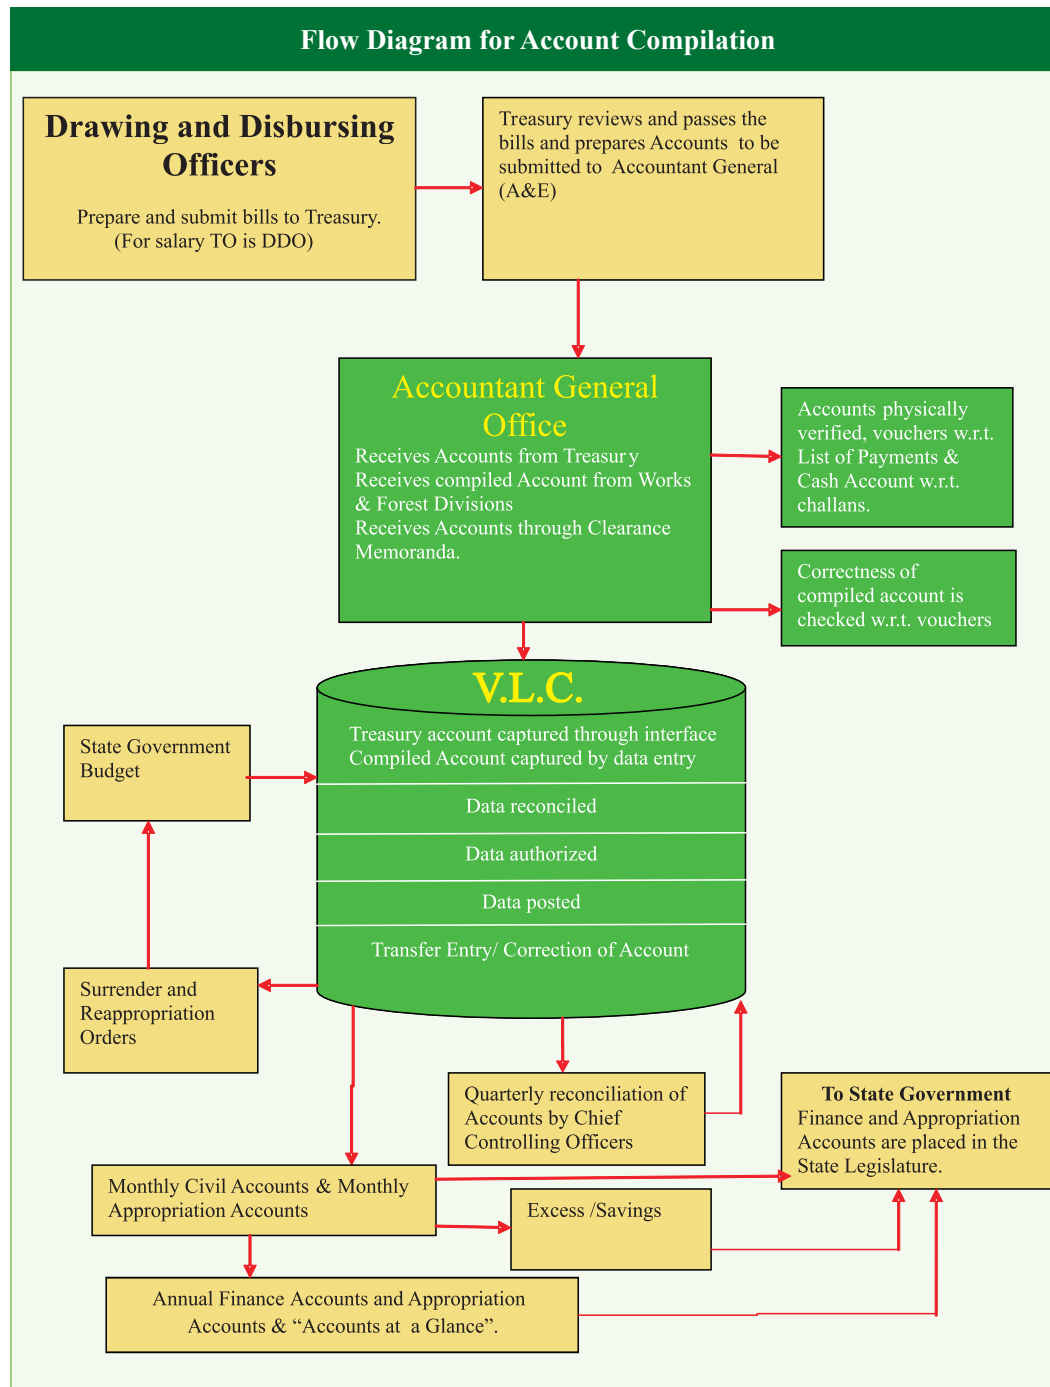 Flow Diagram for Account Compilation
Drawing and Disbursing
Officers
Prepare and submit bills to Treasury.
(For salary TO is DDO)
Treasury reviews and passes the
bills and prepares Accounts to be
submitted to Accountant General
(A&E)
Accountant General
Office
Receives Accounts from Treasury
Receives compiled Account from Works
& Forest Divisions
Receives Accounts through Clearance
Memoranda.
Accounts physically
verified, vouchers w.r.t.
List of Payments &
Cash Account w.r.t.
challans.
Correctness of
compiled account is
checked w.r.t. vouchers
V.L.C.
Treasury account captured through interface
Compiled Account captured by data entry
Data reconciled
Data authorized
Data posted
Transfer Entry/ Correction of Account
State Government
Budget
Surrender and
Reappropriation
Orders
Quarterly reconciliation of
Accounts by Chief
Controlling Officers
To State Government
Finance and Appropriation
Accounts are placed in the
State Legislature.
Monthly Civil Accounts & Monthly
Appropriation Accounts
Excess /Savings
Annual Finance Accounts and Appropriation
Accounts & “Accounts at a Glance”.